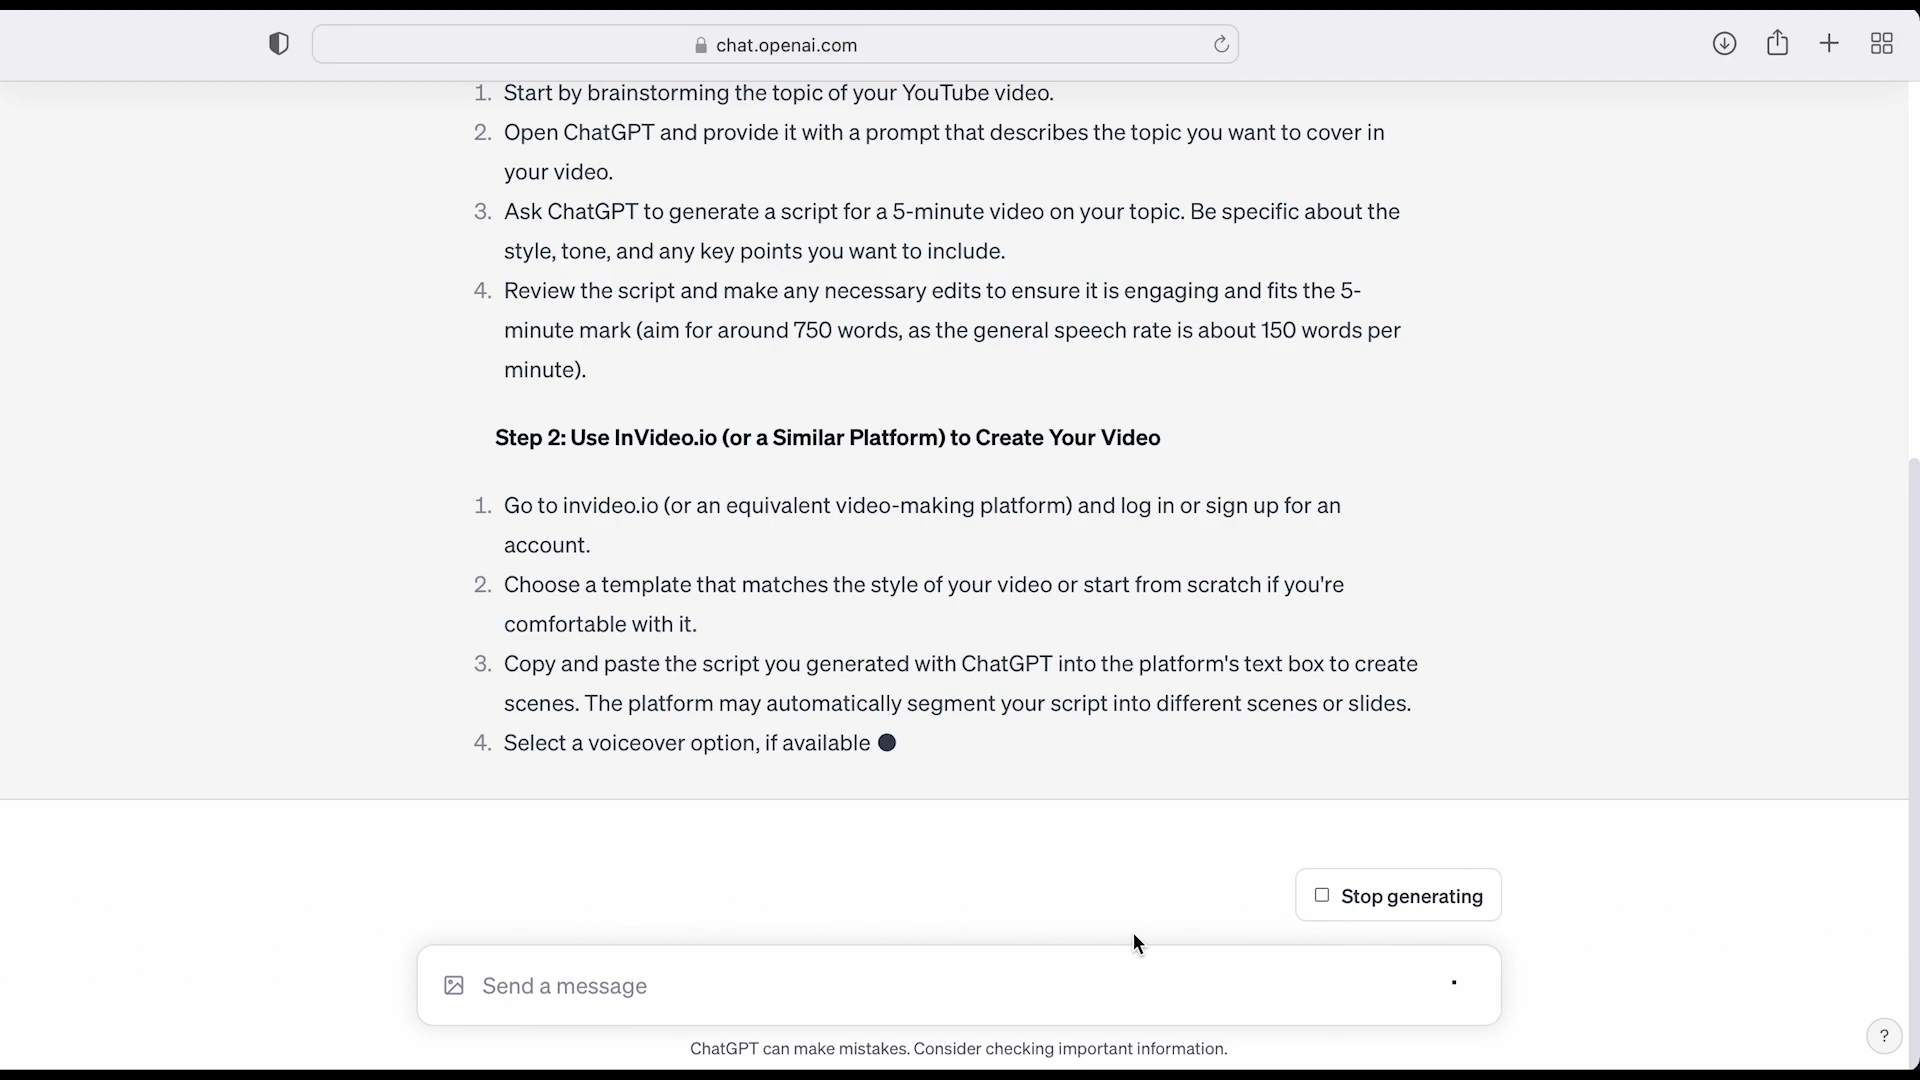 chat.openai.com
1. Start by brainstorming the topic of your YouTube video.
2. Open ChatGPT and provide it with a prompt that describes the topic you want to cover in
your video.
3. Ask ChatGPT to generate a script for a 5-minute video on your topic. Be specific about the
style, tone, and any key points you want to include.
4. Review the script and make any necessary edits to ensure it is engaging and fits the 5-
minute mark (aim for around 750 words, as the general speech rate is about 150 words per
minute).
Step 2: Use InVideo.io (or a Similar Platform) to Create Your Video
1. Go to invideo.io (or an equivalent video-making platform) and log in or sign up for an
account.
2. Choose a template that matches the style of your video or start from scratch if you're
comfortable with it.
3. Copy and paste the script you generated with ChatGPT into the platform's text box to create
scenes. The platform may automatically segment your script into different scenes or slides.
4. Select a voiceover option, if available
Stop generating
Send a message
ChatGPT can make mistakes. Consider checking important information.
?